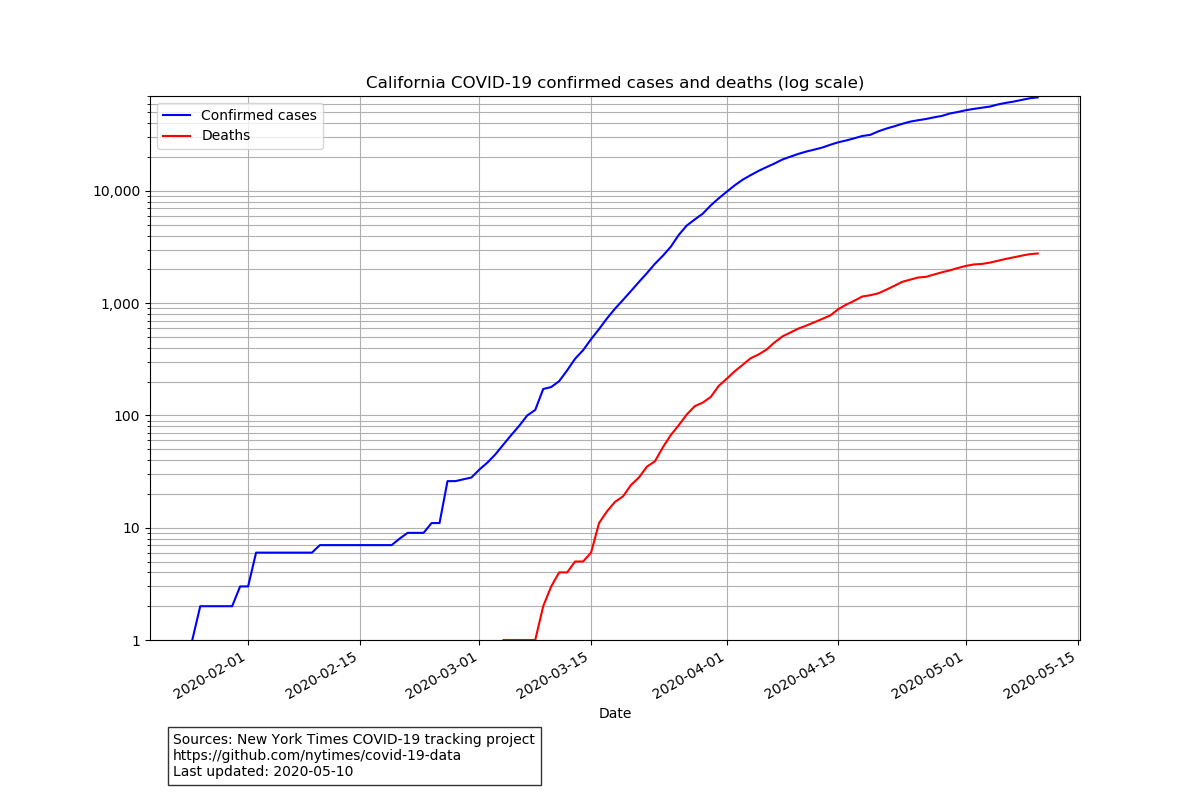 California COVID-19 confirmed cases and deaths (log scale)
Confirmed cases
Deaths
10,000
1,000
100
10
1
2020-02-01
2020-02-15
2020-03-01
2020-03-15
2020-04-01
2020-04-15
2020-05-01
2020-05-15
Date
Sources: New York Times COVID-19 tracking project
https://github.com/nytimes/covid-19-data
Last updated: 2020-05-10